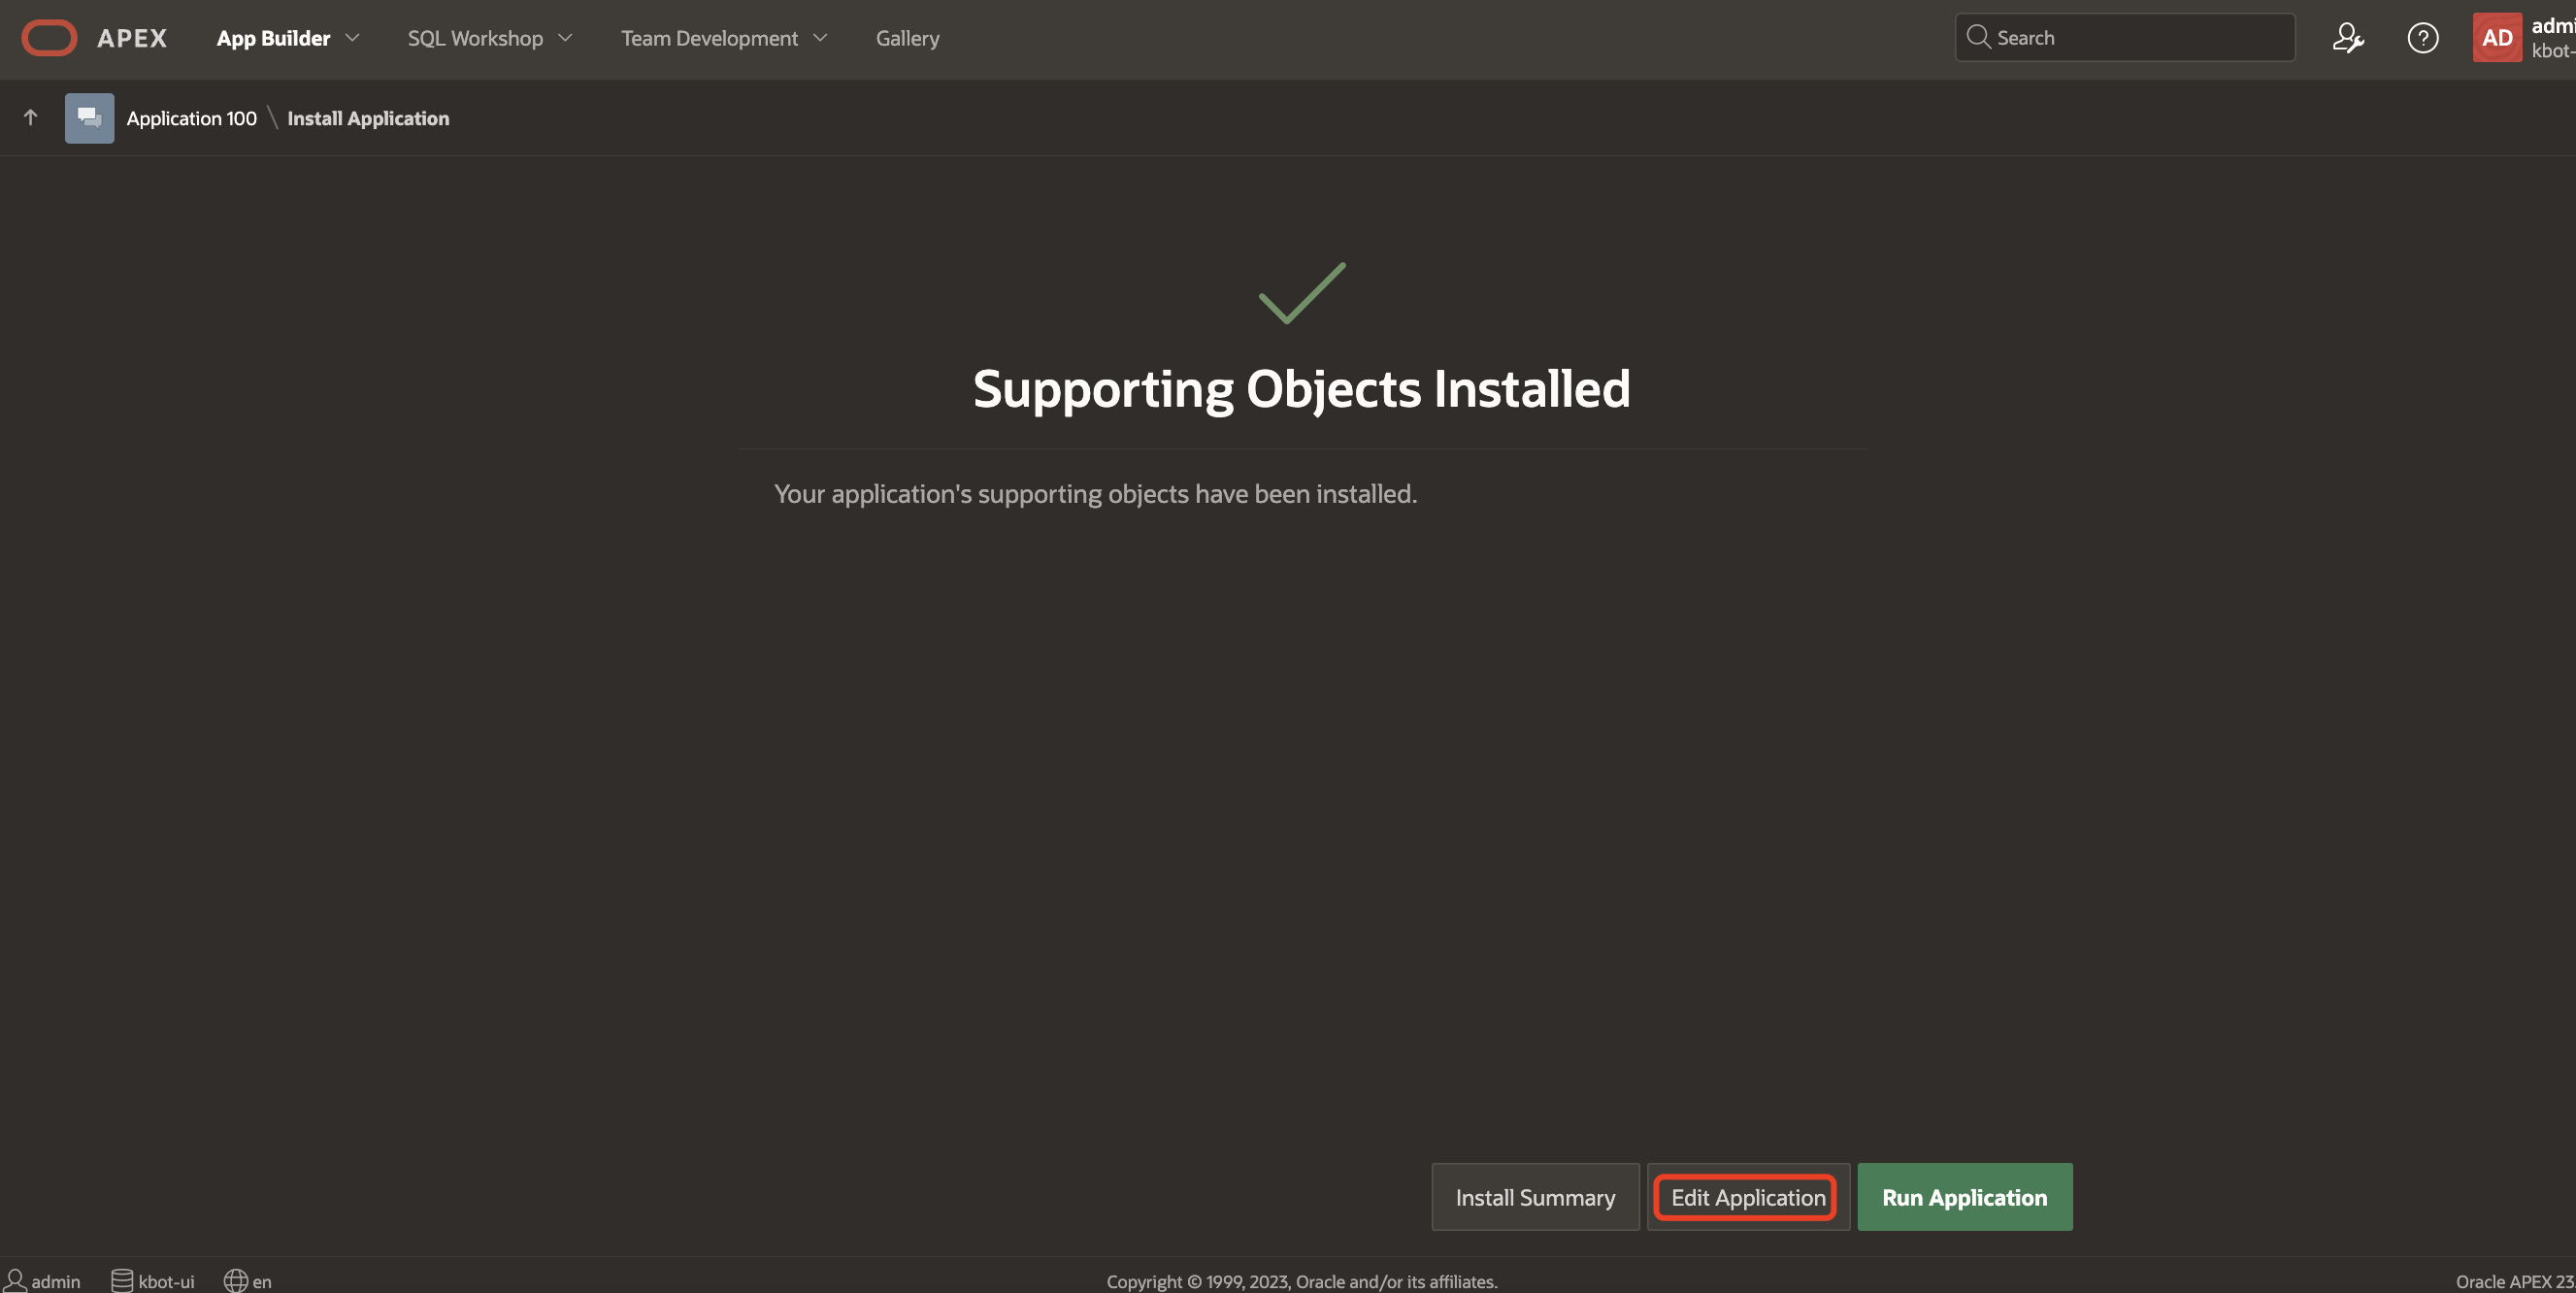 APEX App Builder SQL Workshop Team Development Gallery Search AD
kbot-
Application 100 \ Install Application
Supporting Objects Installed
Your application's supporting objects have been installed.
Install Summary Edit Application Run Application
admin kbot-ui en Copyright © 1999, 2023, Oracle and/or its affiliates. Oracle APEX 23